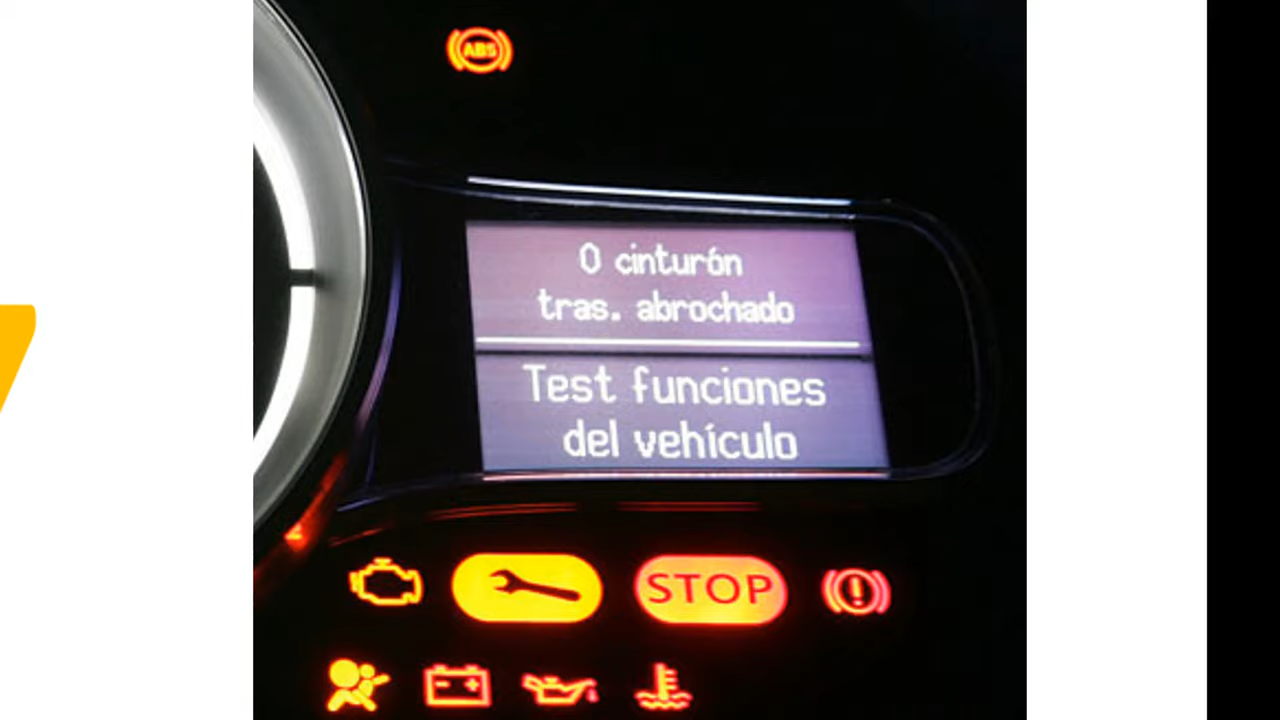 ABS
0 cinturón
tras. abrochado
Test funciones
del vehículo
STOP